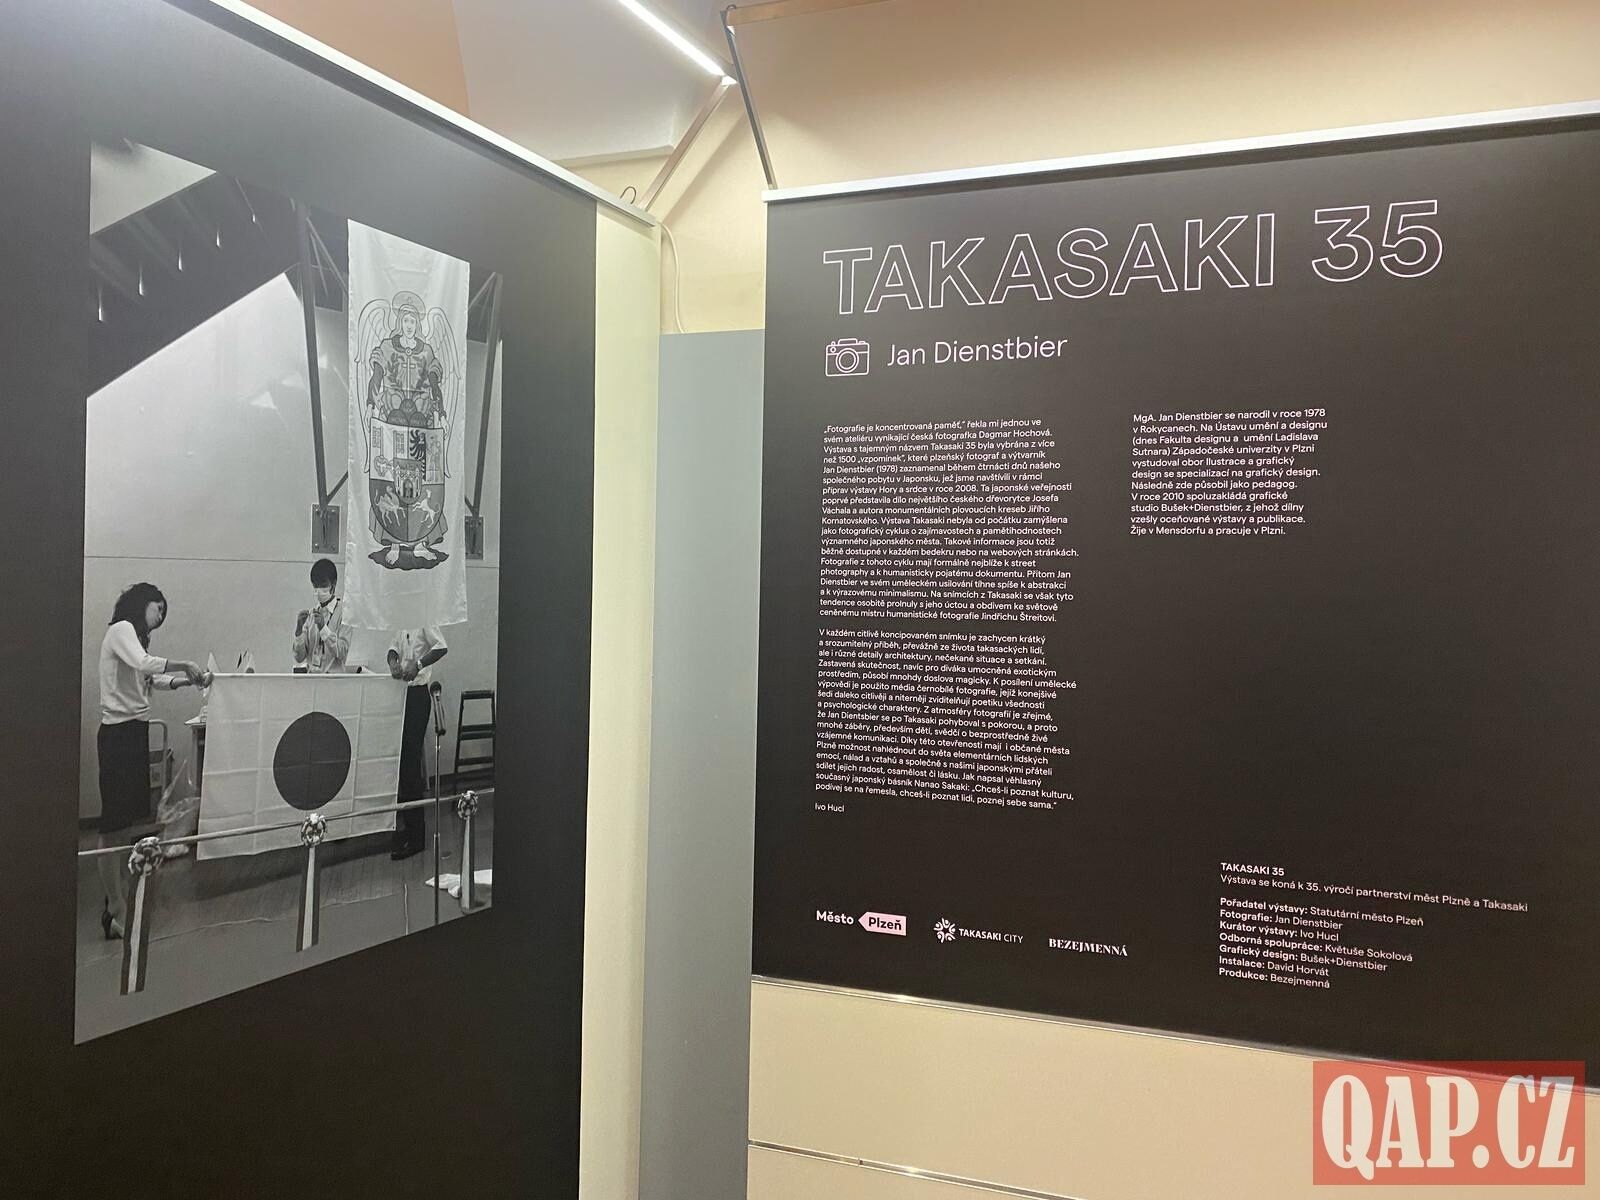 TAKASAKI 35
Jan Dienstbier
„Fotografie je koncentrovaná paměť,“ řekla mi jednou ve
svém ateliéru vynikající česká fotografka Dagmar Hochová.
Výstava s tajemným názvem Takasaki 35 byla vybrána z více
než 1500 „vzpomínek“, které plzeňský fotograf a výtvarník
Jan Dienstbier (1978) zaznamenal během čtrnácti dnů našeho
společného pobytu v Japonsku, jež jsme navštívili v rámci
příprav výstavy Hory a srdce v roce 2008. Ta japonské veřejnosti
poprvé představila dílo největšího českého dřevorytce Josefa
Váchala a autora monumentálních plovoucích kreseb Jiřího
Kornatovského. Výstava Takasaki nebyla od počátku zamýšlena
jako fotografický cyklus o zajímavostech a pamětihodnostech
významného japonského města. Takové informace jsou totiž
běžně dostupné v každém bedekru nebo na webových stránkách.
Fotografie z tohoto cyklu mají formálně nejblíže k street
photography a k humanisticky pojatému dokumentu. Přitom Jan
Dienstbier ve svém uměleckém usilování tíhne spíše k abstrakci
a k výrazovému minimalismu. Na snímcích z Takasaki se však tyto
tendence osobitě prolnuly s jeho úctou a obdivem ke světově
ceněnému mistru humanistické fotografie Jindřichu Štreitovi.
V každém citlivě koncipovaném snímku je zachycen krátký
a srozumitelný příběh, převážně ze života takasackých lidí,
ale i různé detaily architektury, nečekané situace a setkání.
Zastavená skutečnost, navíc pro diváka umocněná exotickým
prostředím, působí mnohdy doslova magicky. K posílení umělecké
výpovědi je použito média černobílé fotografie, jejíž konejšivé
šedi daleko citlivěji a niterněji zviditelňují poetiku všednosti
a psychologické charaktery. Z atmosféry fotografií je zřejmé,
že Jan Dientsbier se po Takasaki pohyboval s pokorou, a proto
mnohé záběry, především dětí, svědčí o bezprostředně živé
vzájemné komunikaci. Díky této otevřenosti mají i občané města
Plzně možnost nahlédnout do světa elementárních lidských
emocí, nálad a vztahů a společně s našimi japonskými přáteli
sdílet jejich radost, osamělost či lásku. Jak napsal věhlasný
současný japonský básník Nanao Sakaki: „Chceš-li poznat kulturu,
podívej se na řemesla, chceš-li poznat lidi, poznej sebe sama.“
Ivo Hucl
MgA. Jan Dienstbier se narodil v roce 1978
v Rokycanech. Na Ústavu umění a designu
(dnes Fakulta designu a umění Ladislava
Sutnara) Západočeské univerzity v Plzni
vystudoval obor Ilustrace a grafický
design se specializací na grafický design.
Následně zde působil jako pedagog.
V roce 2010 spoluzakládá grafické
studio Bušek+Dienstbier, z jehož dílny
vzešly oceňované výstavy a publikace.
Žije v Mensdorfu a pracuje v Plzni.
TAKASAKI 35
Výstava se koná k 35. výročí partnerství měst Plzně a Takasaki
Pořadatel výstavy: Statutární město Plzeň
Fotografie: Jan Dienstbier
Kurátor výstavy: Ivo Hucl
Odborná spolupráce: Květuše Sokolová
Grafický design: Bušek+Dienstbier
Instalace: David Horvát
Produkce: Bezejmenná
Město Plzeň
TAKASAKI CITY
BEZEJMENNÁ
QAP.CZ